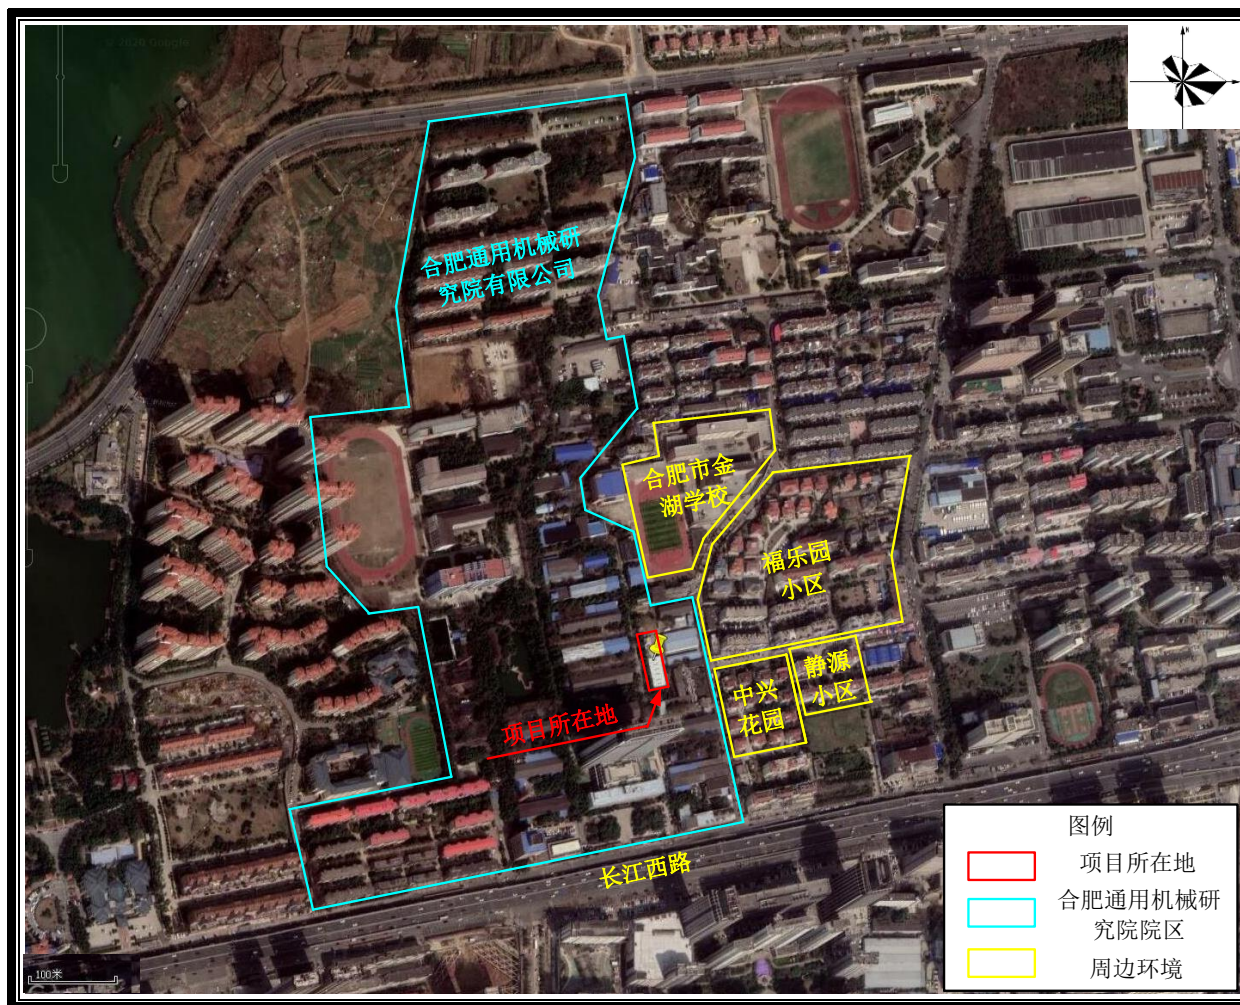 © 2020 Google
N
合肥通用机械研
究院有限公司
合肥市金
湖学校
福乐园
小区
静源
小区
中兴
花园
项目所在地
长江西路
图例
项目所在地
合肥通用机械研
究院院区
周边环境
100米